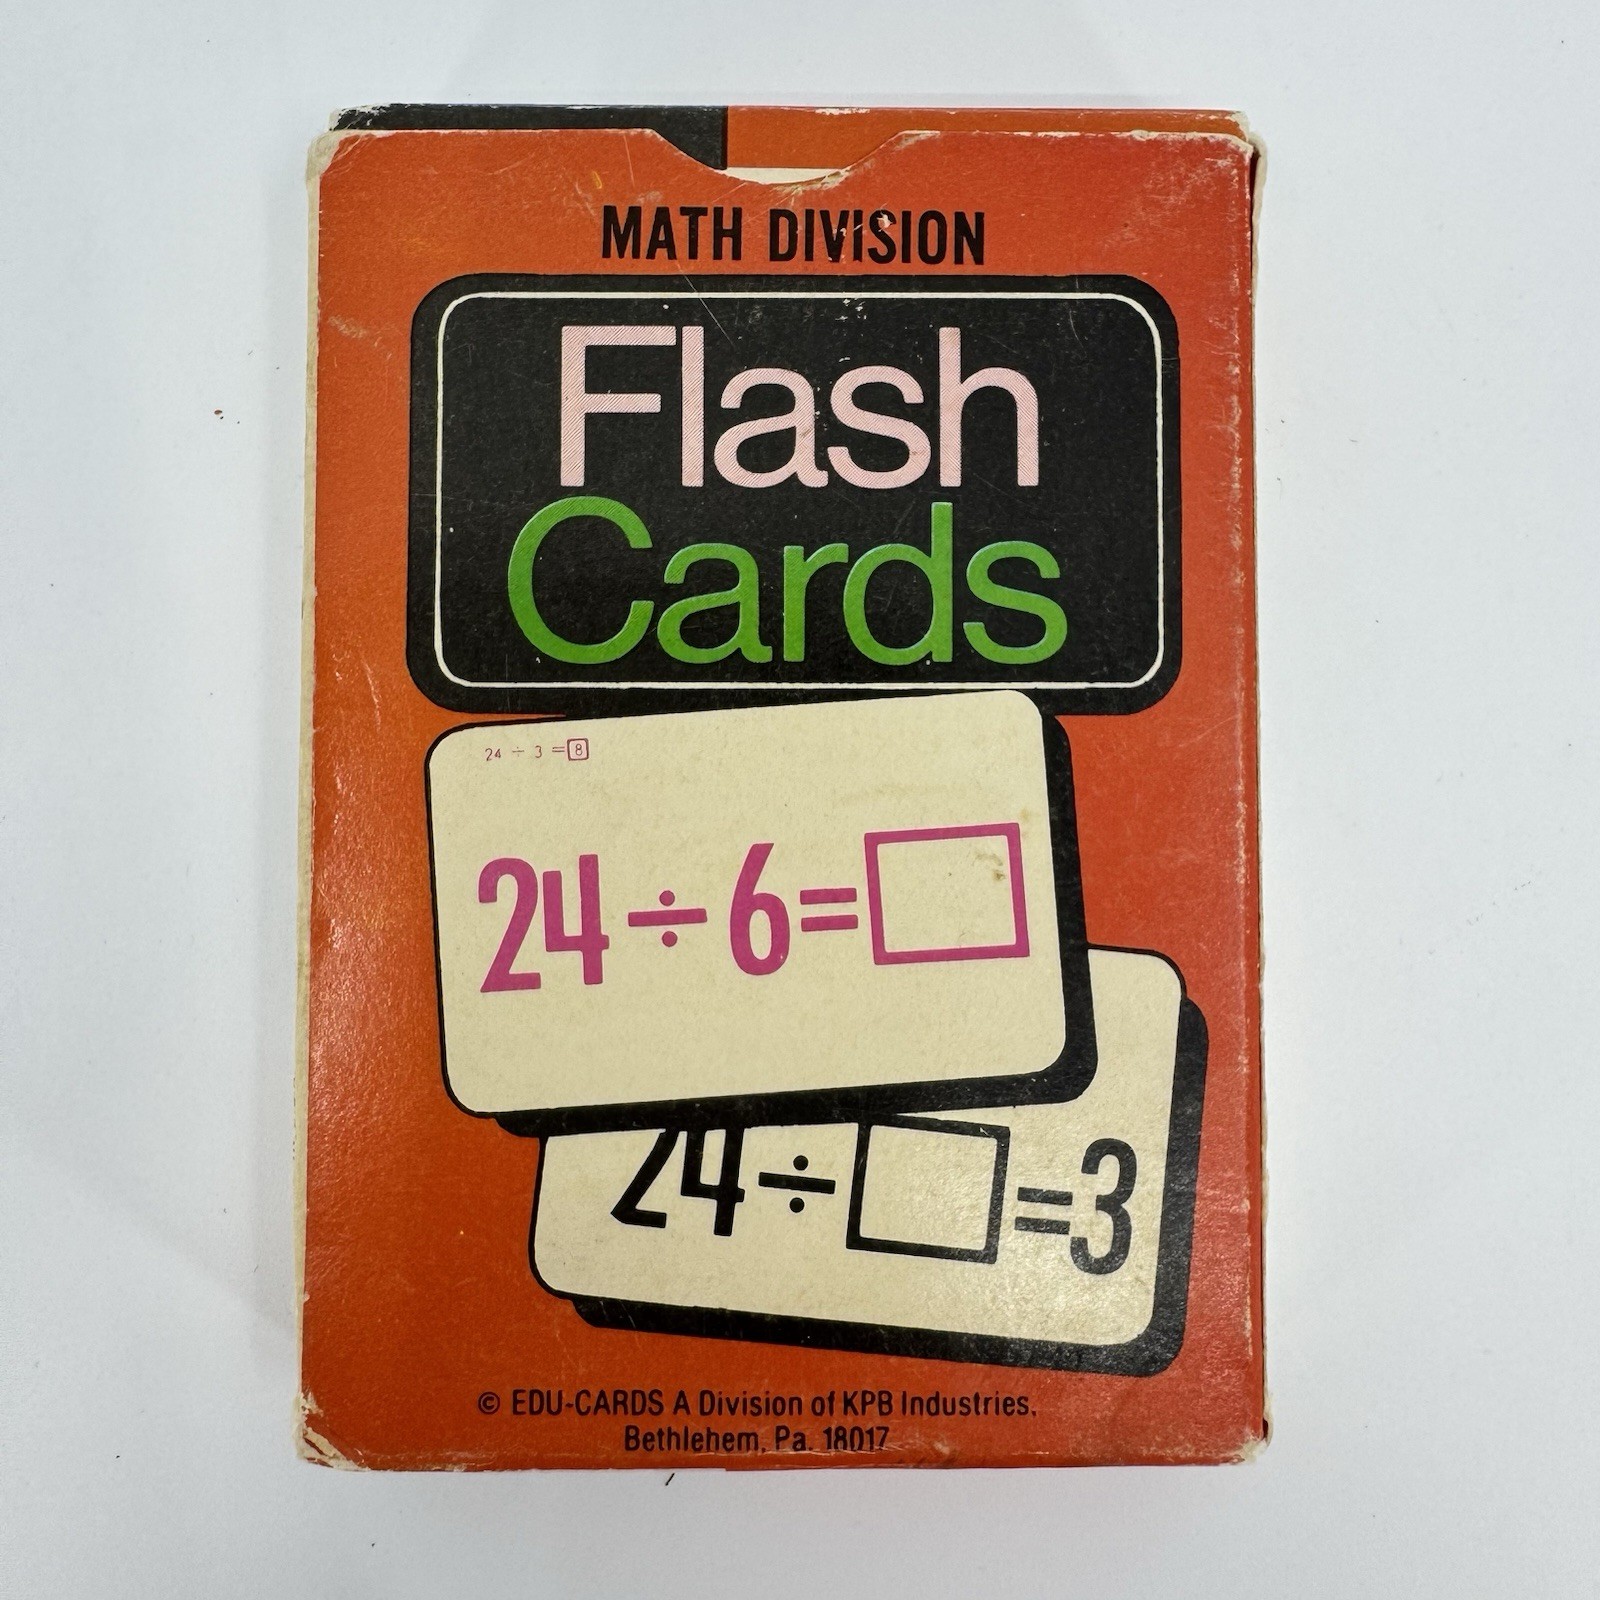 MATH DIVISION
Flash
Cards
24 ÷ 3 = 8
24 ÷ 6 =
24 ÷ = 3
© EDU-CARDS A Division of KPB Industries,
Bethlehem, Pa. 18017